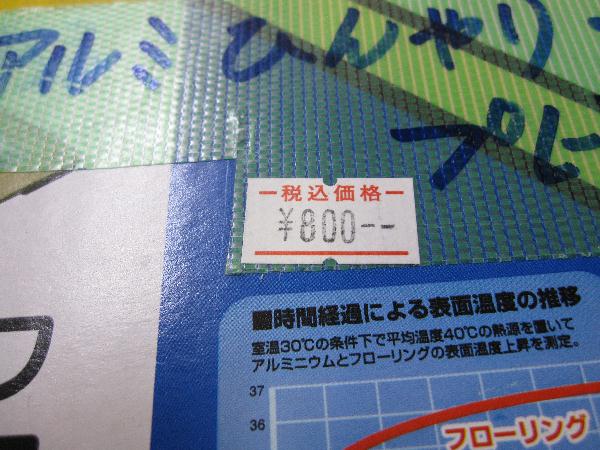 アルミひんやり
プレ
税込価格
¥800--
■時間経過による表面温度の推移
室温30℃の条件下で平均温度40℃の熱源を置いて
アルミニウムとフローリングの表面温度上昇を測定。
37
36
フローリング